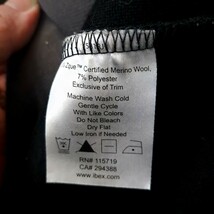 Certified Merino Wool,
7% Polyester
Exclusive of Trim
Machine Wash Cold
Gentle Cycle
With Like Colors
Do Not Bleach
Dry Flat
Low Iron if Needed
RN# 115719
CA# 294388
www.ibex.com